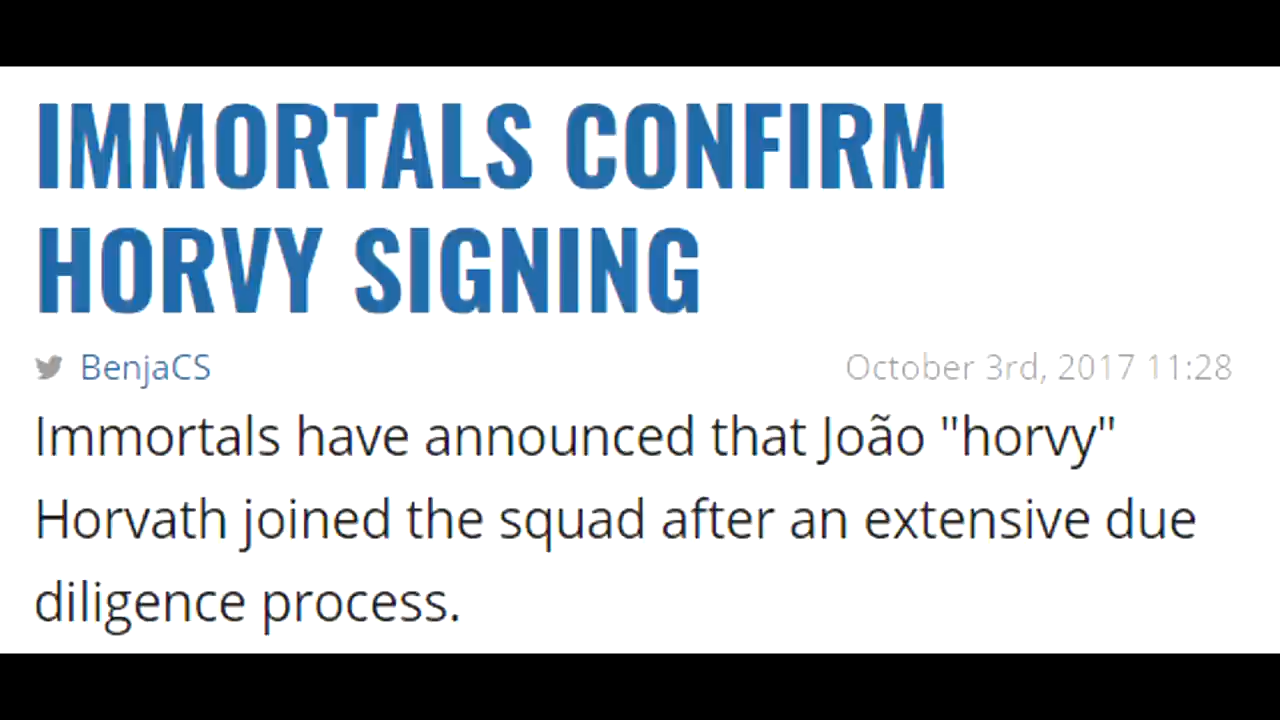 IMMORTALS CONFIRM
HORVY SIGNING
BenjaCS October 3rd, 2017 11:28
Immortals have announced that João "horvy"
Horvath joined the squad after an extensive due
diligence process.